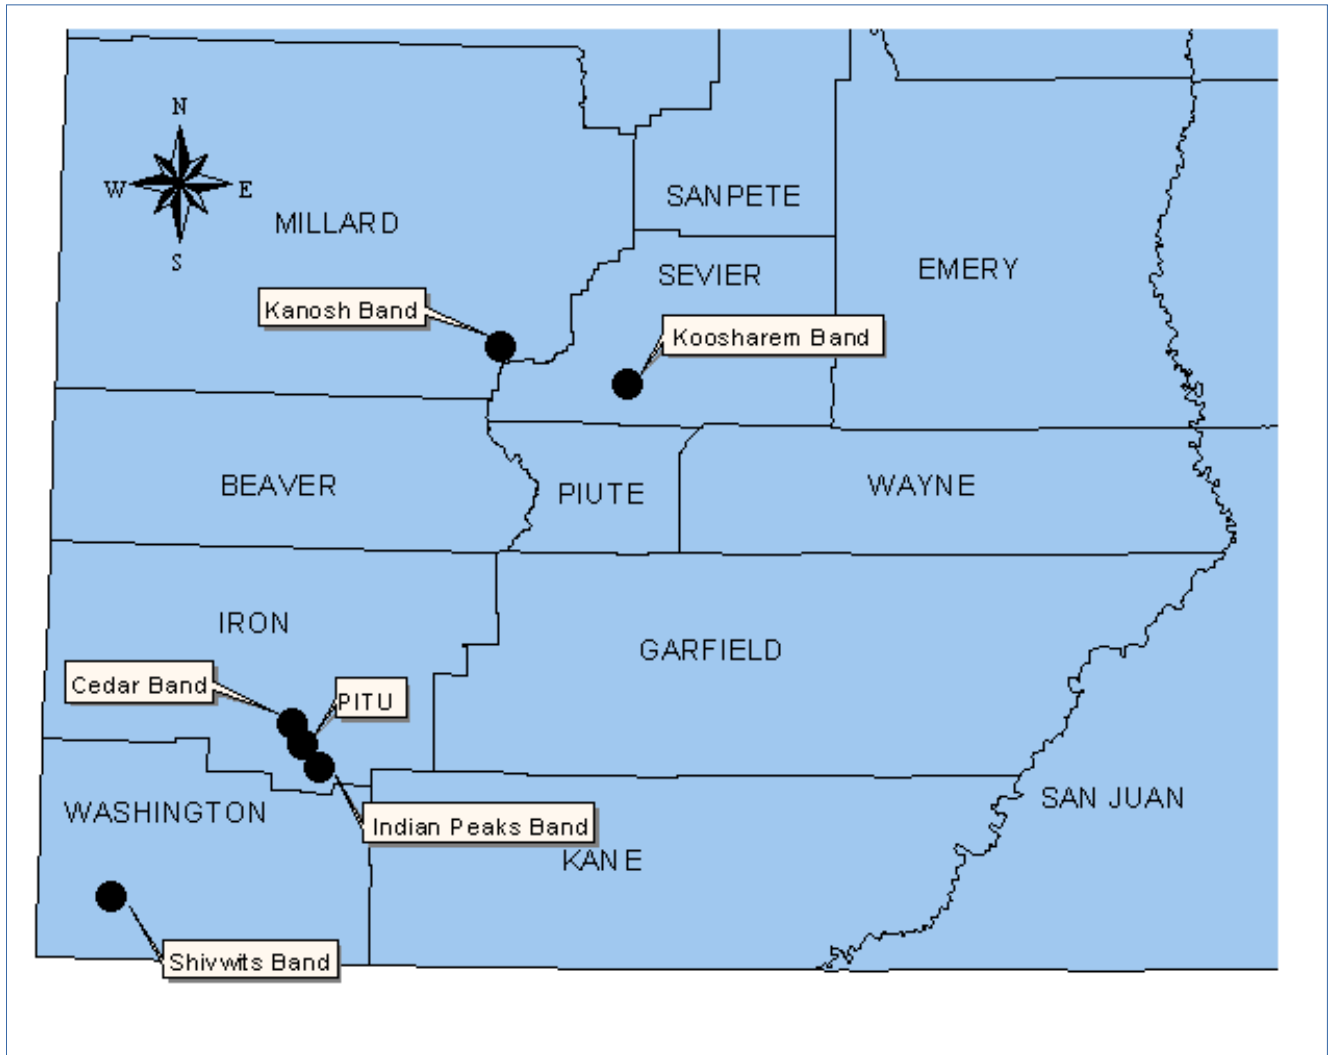 N
W
E
S
SANPETE
MILLARD
SEVIER
EMERY
Kanosh Band
Koosharem Band
BEAVER
PIUTE
WAYNE
IRON
GARFIELD
Cedar Band
PITU
WASHINGTON
SAN JUAN
Indian Peaks Band
KANE
Shivwits Band